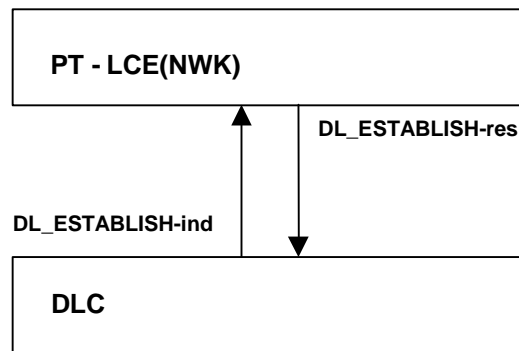 PT - LCE(NWK)
DL_ESTABLISH-res
DL_ESTABLISH-ind
DLC